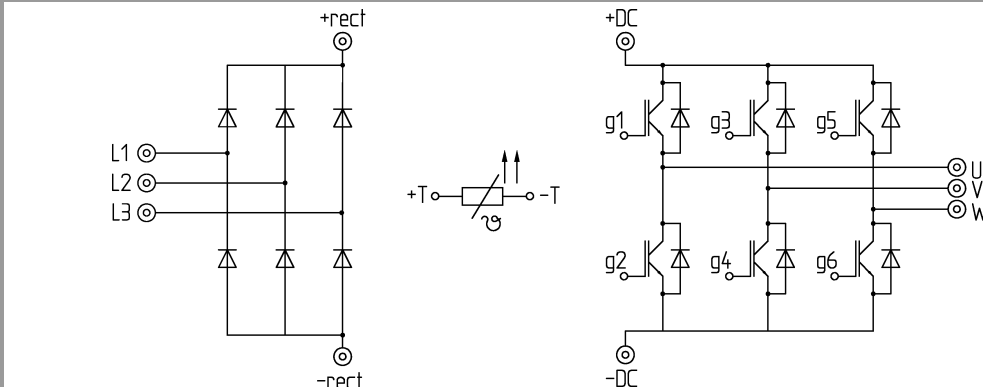 +rect
+DC
g1
g3
g5
L1
L2
L3
U
V
W
+T
-T
ϑ
g2
g4
g6
-rect
-DC